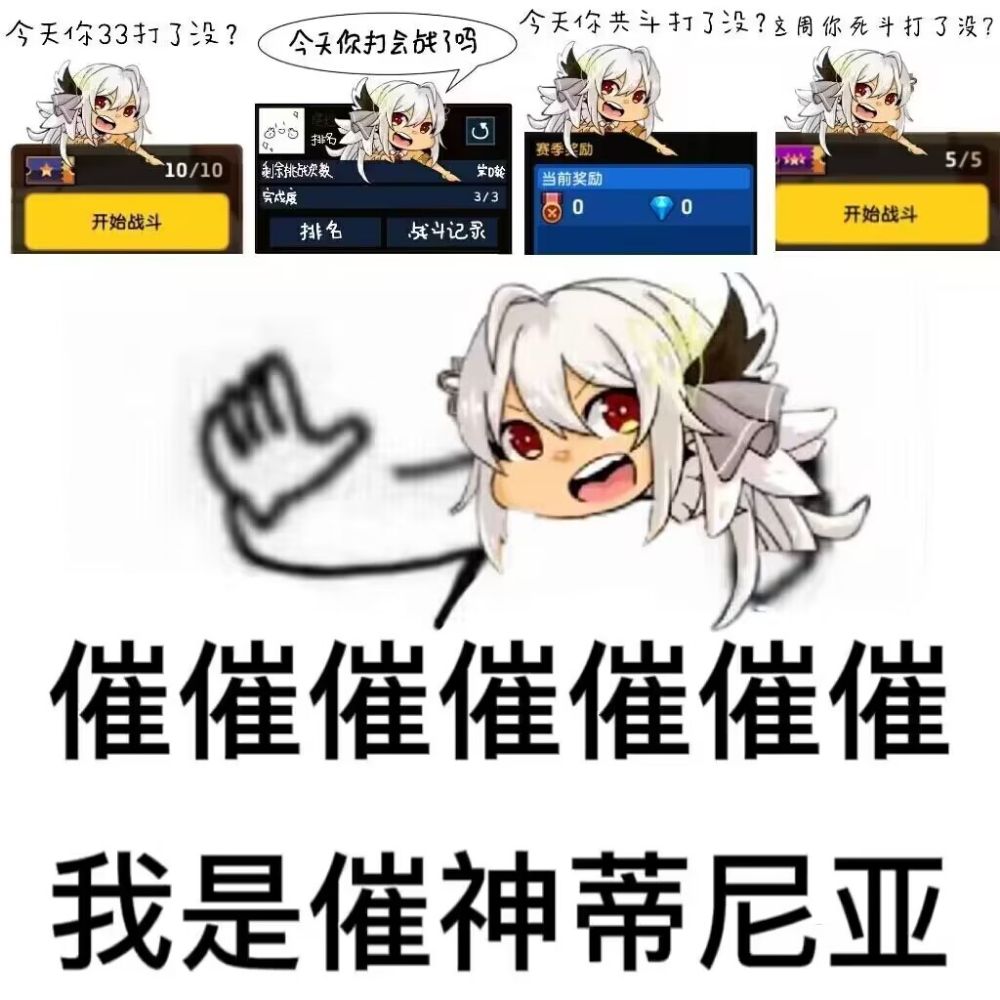 今天你33打了没?
10/10
开始战斗
今天你打会战了吗
排名
剩余挑战次数
完成度
3/3
排名
战斗记录
今天你共斗打了没?
赛季奖励
当前奖励
0
0
这周你死斗打了没?
5/5
开始战斗
催催催催催催催
我是催神蒂尼亚